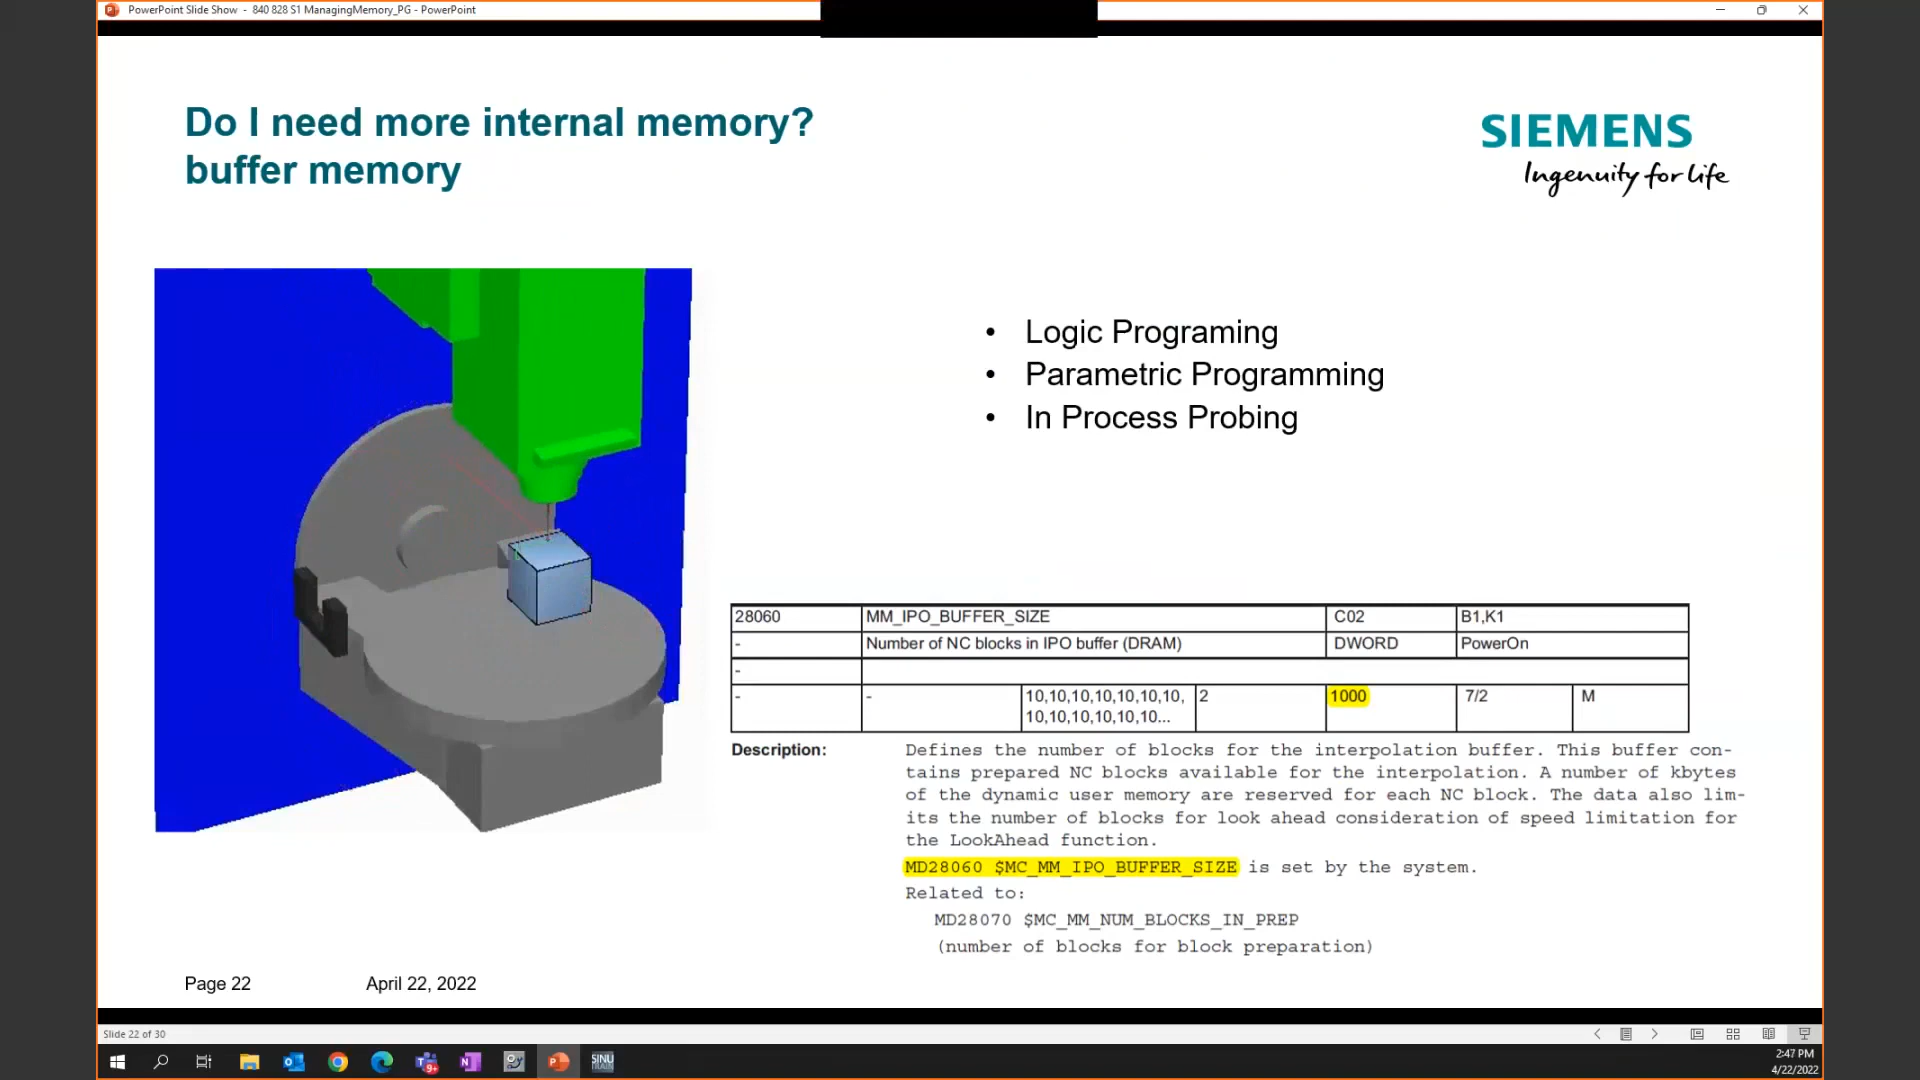 PowerPoint Slide Show - 840 828 S1 ManagingMemory_PG - PowerPoint
Do I need more internal memory?
buffer memory
SIEMENS
Ingenuity for life
• Logic Programing
• Parametric Programming
• In Process Probing
28060 MM_IPO_BUFFER_SIZE C02 B1,K1
- Number of NC blocks in IPO buffer (DRAM) DWORD PowerOn
-
- - 10,10,10,10,10,10,10, 2 1000 7/2 M
10,10,10,10,10,10...
Description: Defines the number of blocks for the interpolation buffer. This buffer con-
tains prepared NC blocks available for the interpolation. A number of kbytes
of the dynamic user memory are reserved for each NC block. The data also lim-
its the number of blocks for look ahead consideration of speed limitation for
the LookAhead function.
MD28060 $MC_MM_IPO_BUFFER_SIZE is set by the system.
Related to:
MD28070 $MC_MM_NUM_BLOCKS_IN_PREP
(number of blocks for block preparation)
Page 22 April 22, 2022
Slide 22 of 30
9+
SINU
TRAIN
2:47 PM
4/22/2022